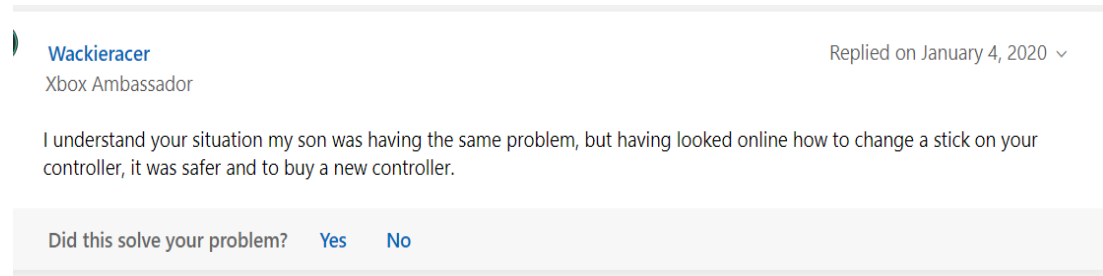 Wackieracer
Replied on January 4, 2020
Xbox Ambassador
I understand your situation my son was having the same problem, but having looked online how to change a stick on your
controller, it was safer and to buy a new controller.
Did this solve your problem? Yes No